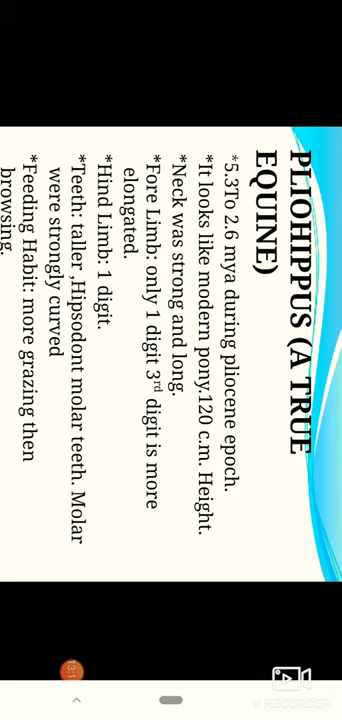 PLIOHIPPUS (A TRUE
EQUINE)
*5.3To 2.6 mya during pliocene epoch.
*It looks like modern pony.120 c.m. Height.
*Neck was strong and long.
*Fore Limb: only 1 digit 3rd digit is more
elongated.
*Hind Limb: 1 digit.
*Teeth: taller ,Hipsodont molar teeth. Molar
were strongly curved
*Feeding Habit: more grazing then
browsing.
13:1
V RECORDER